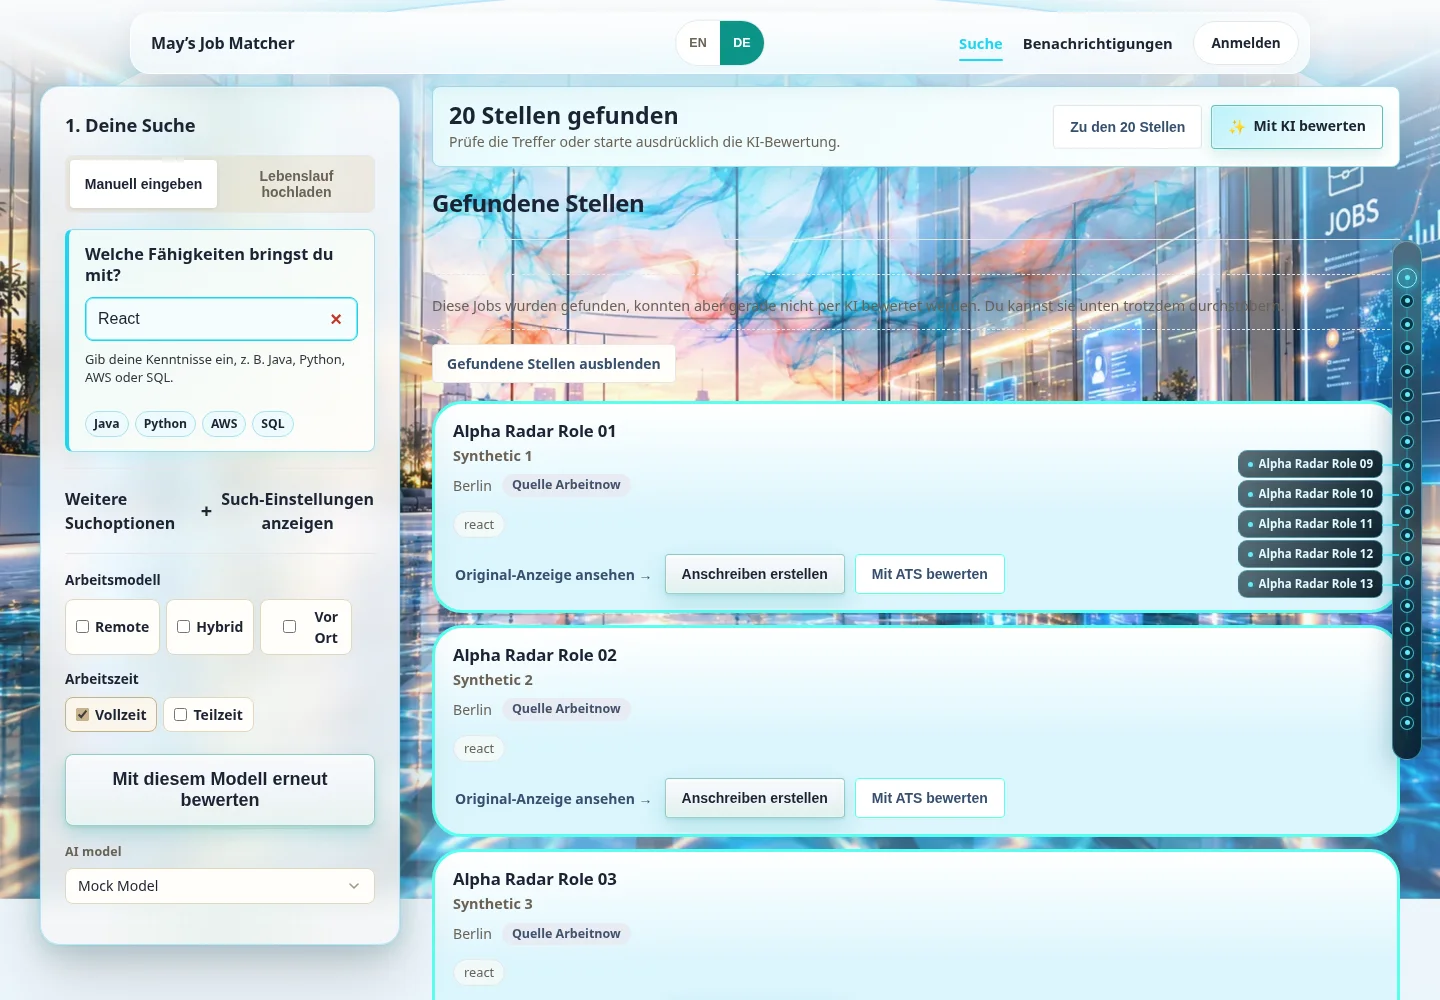 May's Job Matcher
EN
DE
Suche
Benachrichtigungen
Anmelden
1. Deine Suche
Manuell eingeben
Lebenslauf
hochladen
Welche Fähigkeiten bringst du
mit?
React
Gib deine Kenntnisse ein, z. B. Java, Python,
AWS oder SQL.
Java
Python
AWS
SQL
Weitere
Suchoptionen
+
Such-Einstellungen
anzeigen
Arbeitsmodell
Remote
Hybrid
Vor
Ort
Arbeitszeit
Vollzeit
Teilzeit
Mit diesem Modell erneut
bewerten
AI model
Mock Model
20 Stellen gefunden
Prüfe die Treffer oder starte ausdrücklich die KI-Bewertung.
Zu den 20 Stellen
✨ Mit KI bewerten
Gefundene Stellen
JOBS
Diese Jobs wurden gefunden, konnten aber gerade nicht per KI bewertet werden. Du kannst sie unten trotzdem durchstöbern.
Gefundene Stellen ausblenden
Alpha Radar Role 01
Synthetic 1
Berlin
Quelle Arbeitnow
react
Original-Anzeige ansehen →
Anschreiben erstellen
Mit ATS bewerten
Alpha Radar Role 09
Alpha Radar Role 10
Alpha Radar Role 11
Alpha Radar Role 12
Alpha Radar Role 13
Alpha Radar Role 02
Synthetic 2
Berlin
Quelle Arbeitnow
react
Original-Anzeige ansehen →
Anschreiben erstellen
Mit ATS bewerten
Alpha Radar Role 03
Synthetic 3
Berlin
Quelle Arbeitnow
react